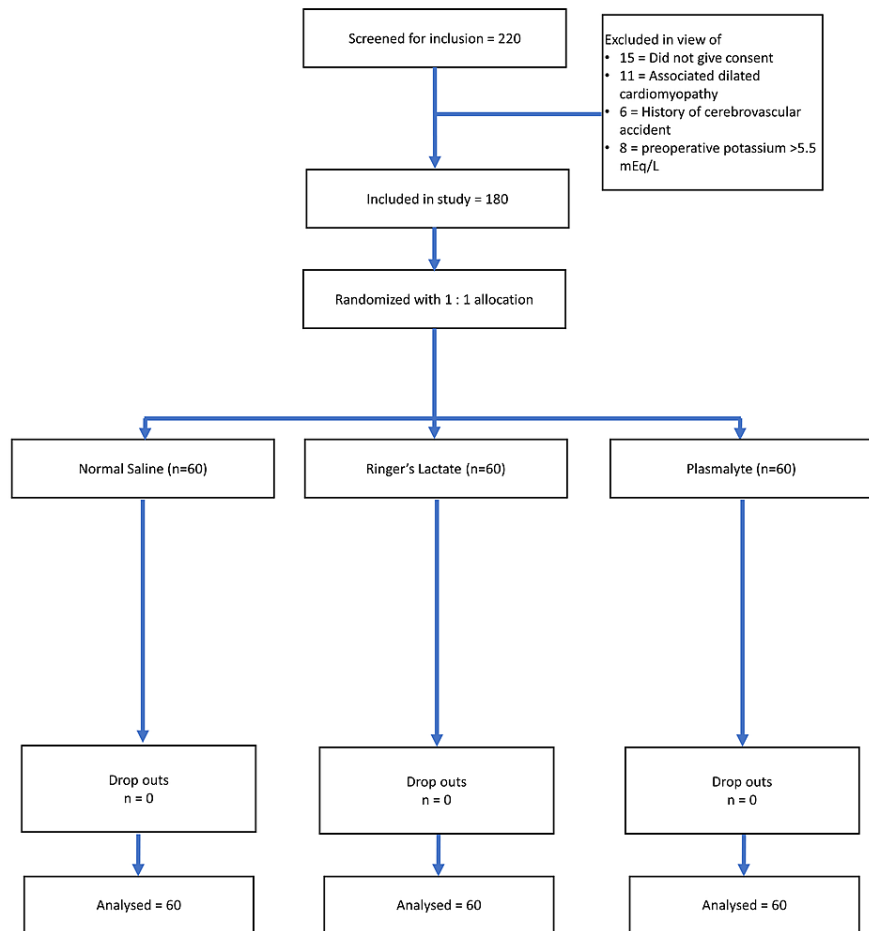 Screened for inclusion = 220
Excluded in view of
• 15 = Did not give consent
• 11 = Associated dilated
cardiomyopathy
• 6 = History of cerebrovascular
accident
• 8 = preoperative potassium >5.5
mEq/L
Included in study = 180
Randomized with 1 : 1 allocation
Normal Saline (n=60)
Ringer's Lactate (n=60)
Plasmalyte (n=60)
Drop outs
n = 0
Drop outs
n = 0
Drop outs
n = 0
Analysed = 60
Analysed = 60
Analysed = 60